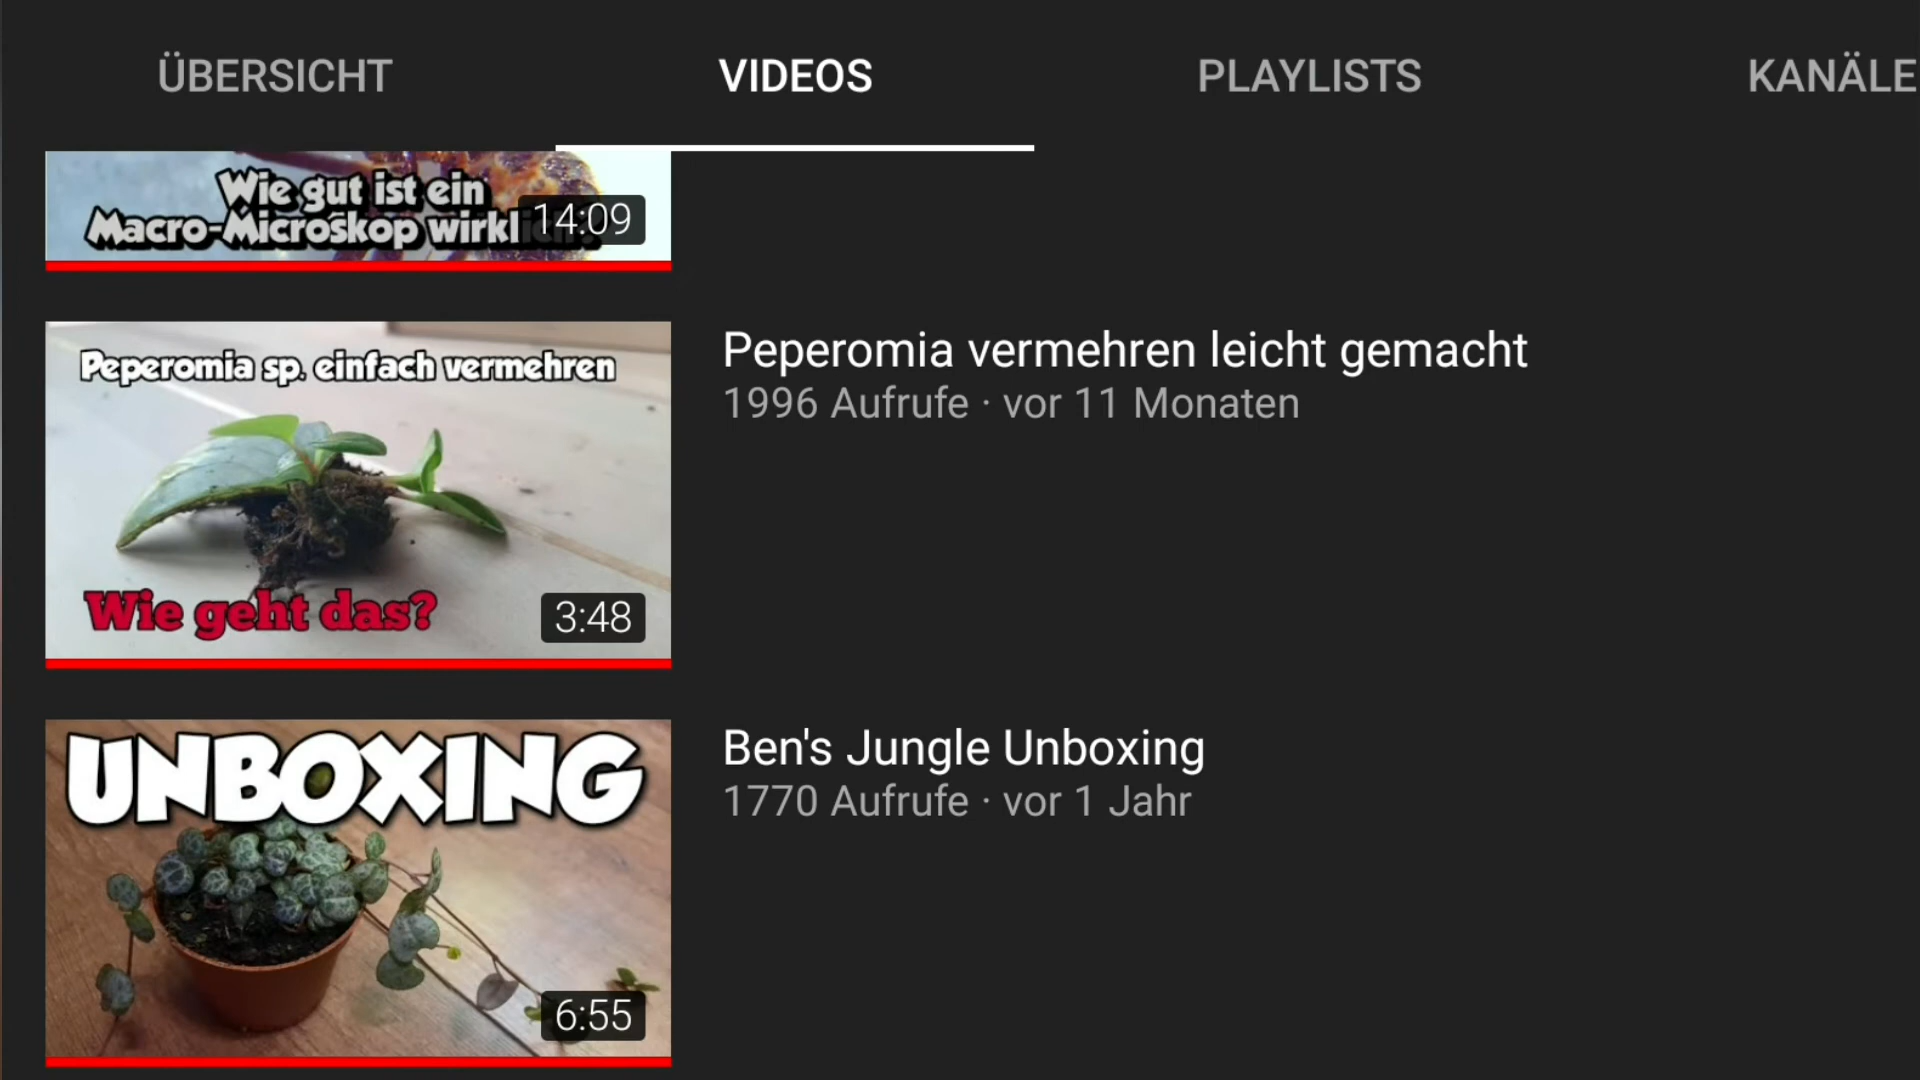 ÜBERSICHT VIDEOS PLAYLISTS KANÄLE
Wie gut ist ein
Macro-Microskop wirkl
14:09
Peperomia sp. einfach vermehren
Wie geht das?
3:48
Peperomia vermehren leicht gemacht
1996 Aufrufe · vor 11 Monaten
UNBOXING
6:55
Ben's Jungle Unboxing
1770 Aufrufe · vor 1 Jahr